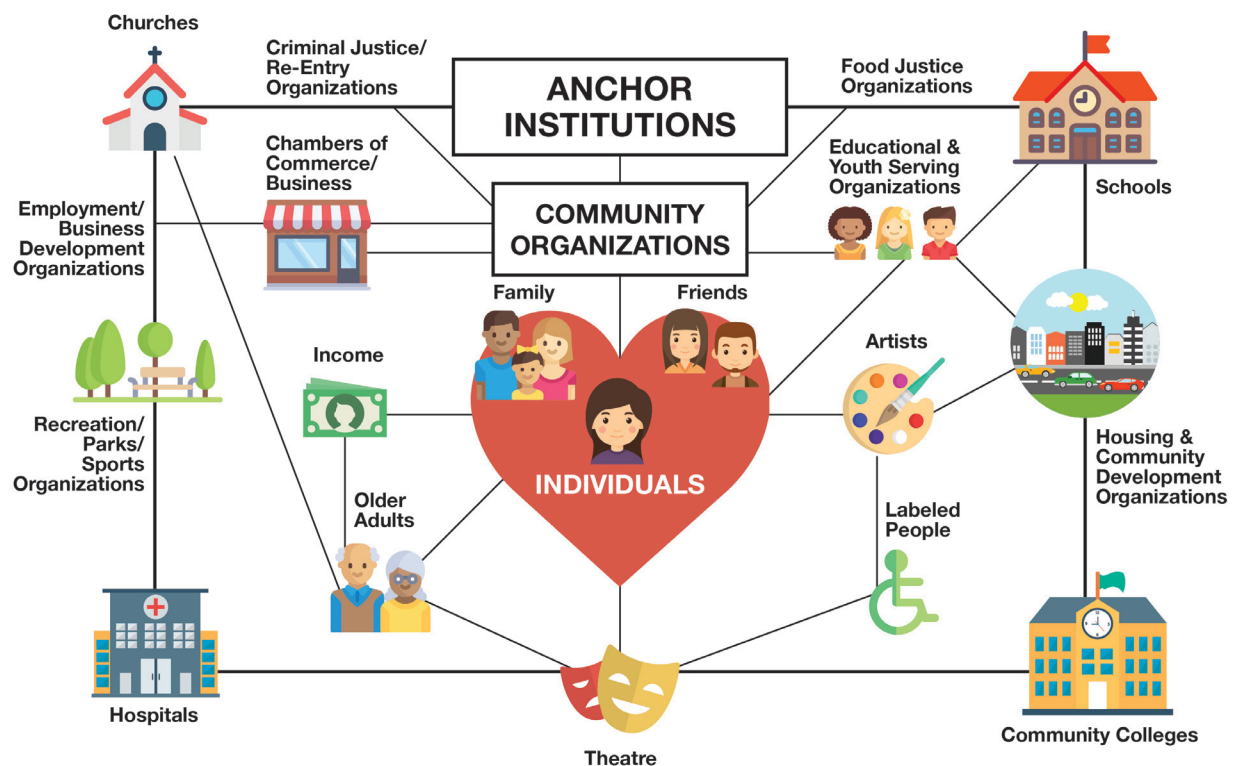 Churches
Criminal Justice/
Re-Entry
Organizations
ANCHOR
INSTITUTIONS
Food Justice
Organizations
Schools
Chambers of
Commerce/
Business
COMMUNITY
ORGANIZATIONS
Educational &
Youth Serving
Organizations
Employment/
Business
Development
Organizations
Family
Friends
Income
Artists
INDIVIDUALS
Recreation/
Parks/
Sports
Organizations
Housing &
Community
Development
Organizations
Older
Adults
Labeled
People
Hospitals
Theatre
Community Colleges